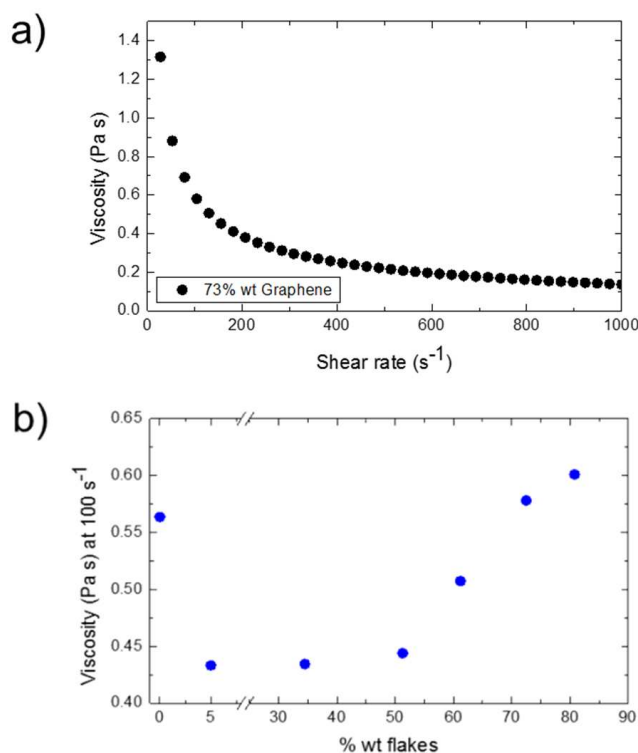 a)
1.4
1.2
1.0
0.8
0.6
0.4
0.2
0.0
Viscosity (Pa s)
73% wt Graphene
0 200 400 600 800 1000
Shear rate (s⁻¹)
b)
0.65
0.60
0.55
0.50
0.45
0.40
Viscosity (Pa s) at 100 s⁻¹
0 5 30 40 50 60 70 80 90
% wt flakes